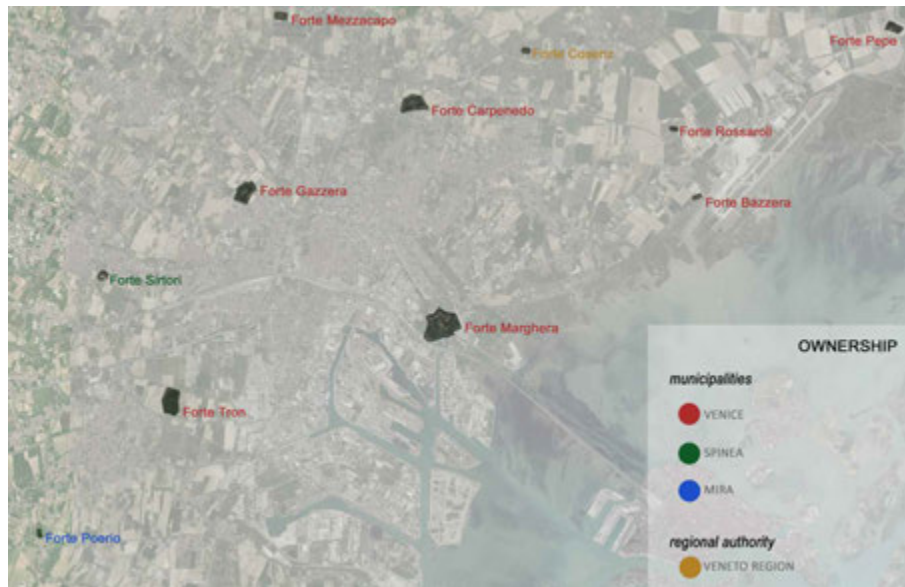 Forte Mezzacapo
Forte Pepe
Forte Cosenz
Forte Carpenedo
Forte Rossarol
Forte Gazzera
Forte Bazzera
Forte Sirtori
Forte Marghera
OWNERSHIP
municipalities
VENICE
Forte Tron
SPINEA
MIRA
Forte Poerio
regional authority
VENETO REGION